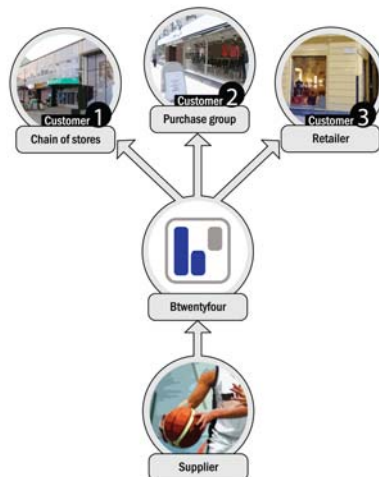 Customer 1
Chain of stores
Customer 2
Purchase group
Customer 3
Retailer
Btwentyfour
Supplier